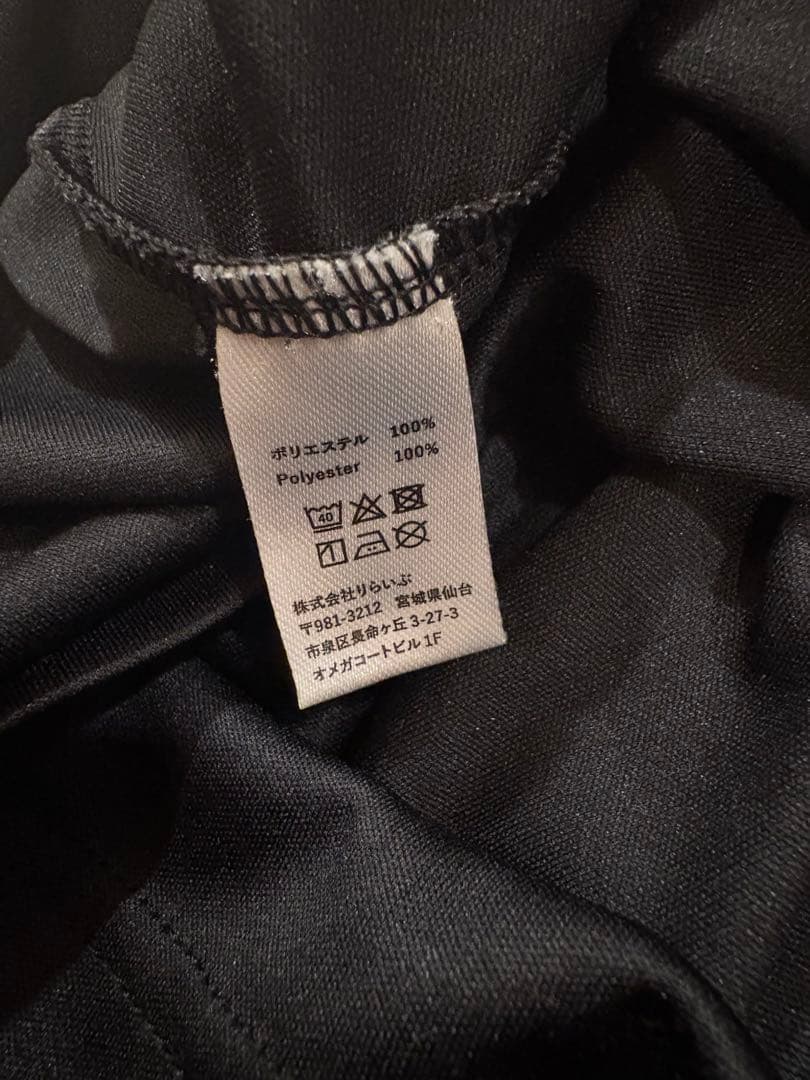 ポリエステル 100%
Polyester 100%
40
株式会社りらいぶ
〒981-3212 宮城県仙台
市泉区長命ヶ丘 3-27-3
オメガコートビル 1F